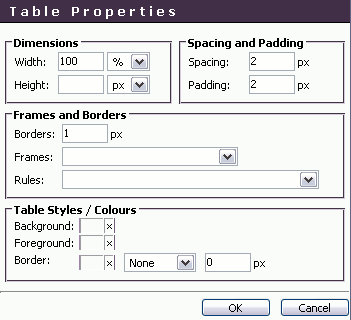 Table Properties
Dimensions
Width: 100 %
Height: px
Spacing and Padding
Spacing: 2 px
Padding: 2 px
Frames and Borders
Borders: 1 px
Frames:
Rules:
Table Styles / Colours
Background: x
Foreground: x
Border: x None 0 px
OK Cancel